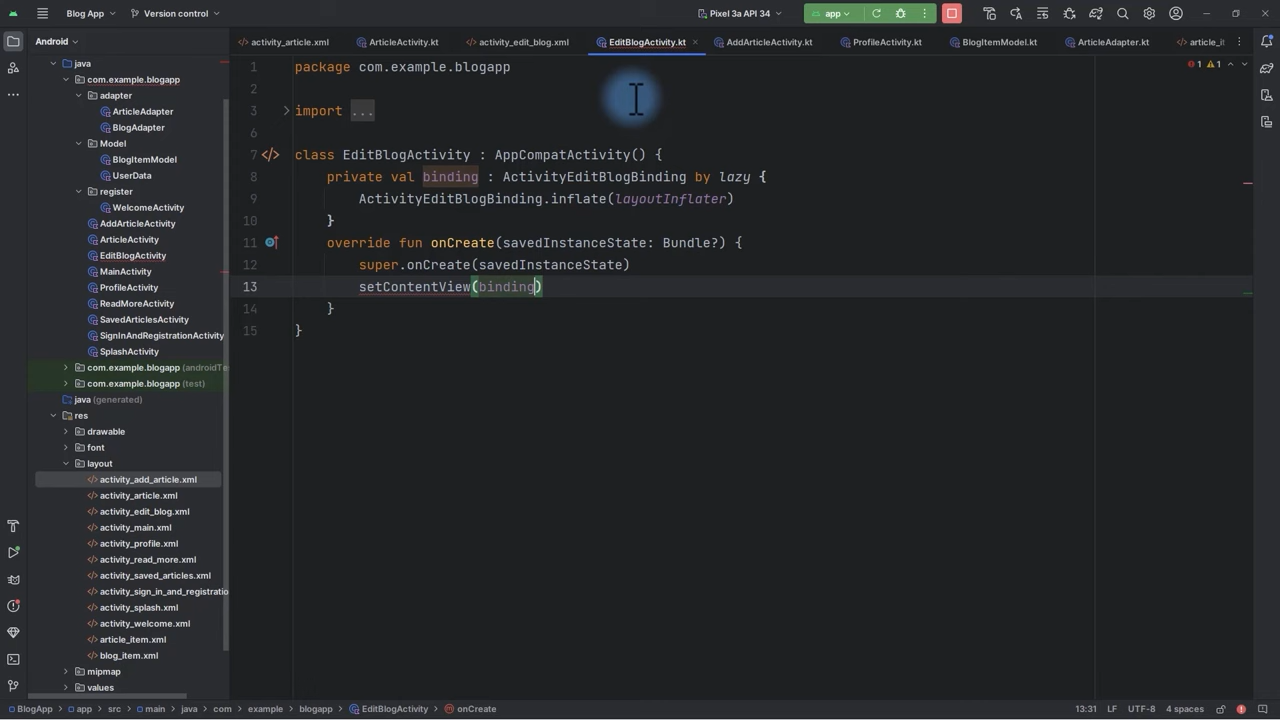 Blog App
Version control
Pixel 3a API 34
app
Android
activity_article.xml
ArticleActivity.kt
activity_edit_blog.xml
EditBlogActivity.kt
AddArticleActivity.kt
ProfileActivity.kt
BlogItemModel.kt
ArticleAdapter.kt
article_i
java
com.example.blogapp
adapter
ArticleAdapter
BlogAdapter
Model
BlogItemModel
UserData
register
WelcomeActivity
AddArticleActivity
ArticleActivity
EditBlogActivity
MainActivity
ProfileActivity
ReadMoreActivity
SavedArticlesActivity
SignInAndRegistrationActivity
SplashActivity
com.example.blogapp (androidTe
com.example.blogapp (test)
java (generated)
res
drawable
font
layout
activity_add_article.xml
activity_article.xml
activity_edit_blog.xml
activity_main.xml
activity_profile.xml
activity_read_more.xml
activity_saved_articles.xml
activity_sign_in_and_registratio
activity_splash.xml
activity_welcome.xml
article_item.xml
blog_item.xml
mipmap
values
1 package com.example.blogapp
2
3 import ...
6
7 class EditBlogActivity : AppCompatActivity() {
8 private val binding : ActivityEditBlogBinding by lazy {
9 ActivityEditBlogBinding.inflate(layoutInflater)
10 }
11 override fun onCreate(savedInstanceState: Bundle?) {
12 super.onCreate(savedInstanceState)
13 setContentView(binding)
14 }
15 }
1 1
BlogApp > app > src > main > java > com > example > blogapp > EditBlogActivity > onCreate
13:31 LF UTF-8 4 spaces